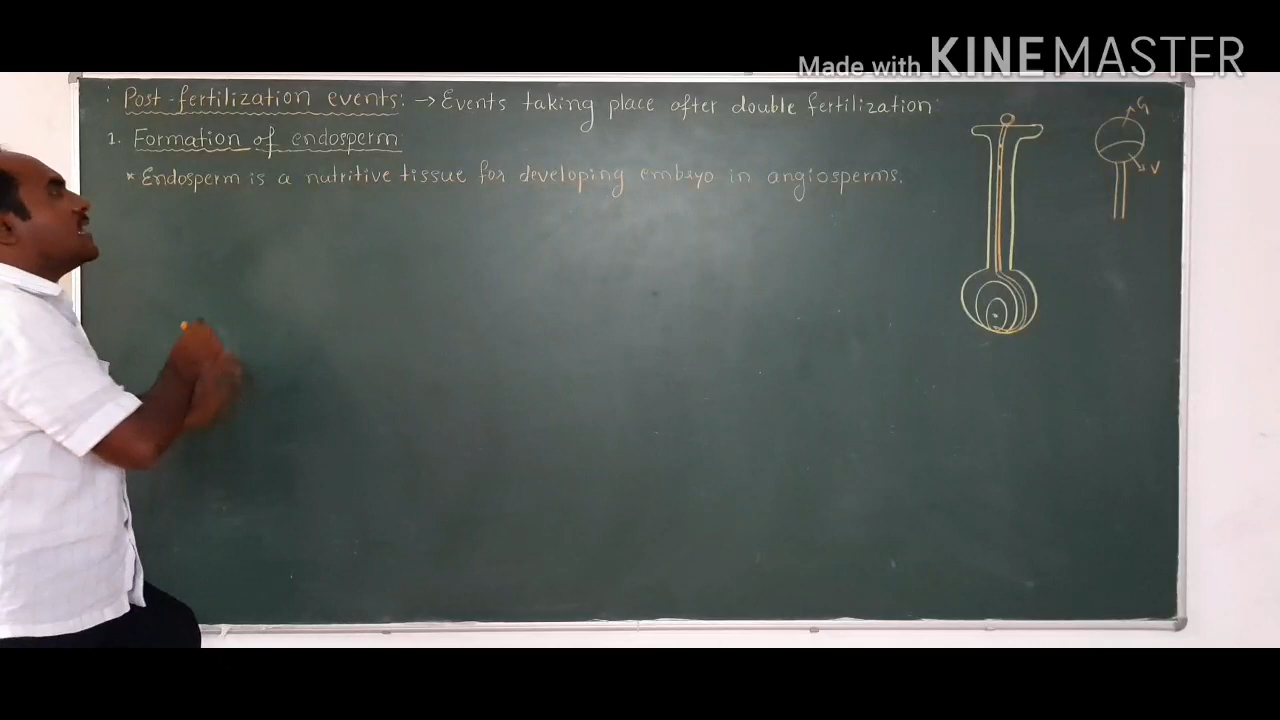 Made with KINEMASTER
Post-fertilization events: → Events taking place after double fertilization
1. Formation of endosperm
* Endosperm is a nutritive tissue for developing embryo in angiosperms.
G
V